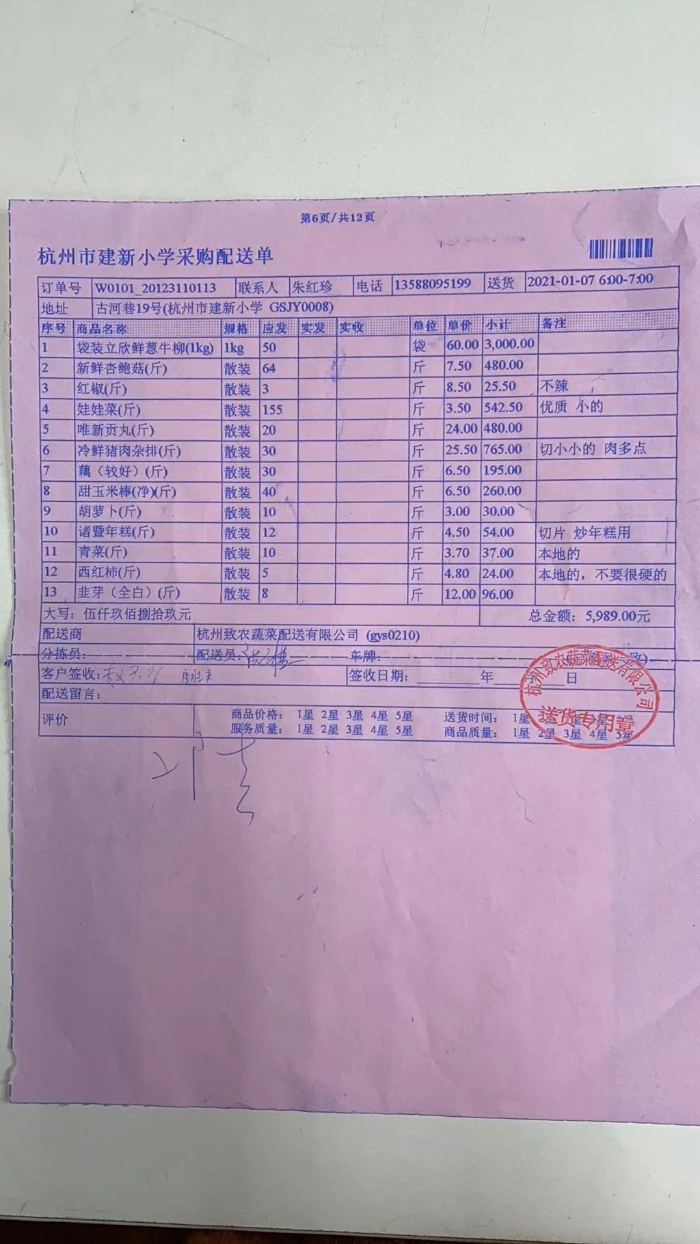 第6页/共12页
杭州市建新小学采购配送单
订单号 W0101_20123110113 联系人 朱红珍 电话 13588095199 送货 2021-01-07 6:00-7:00
地址 古河巷19号(杭州市建新小学 GSJY0008)
序号 商品名称 规格 应发 实发 实收 单位 单价 小计 备注
1 袋装立欣鲜葱牛柳(1kg) 1kg 50 袋 60.00 3,000.00
2 新鲜杏鲍菇(斤) 散装 64 斤 7.50 480.00
3 红椒(斤) 散装 3 斤 8.50 25.50 不辣
4 娃娃菜(斤) 散装 155 斤 3.50 542.50 优质 小的
5 唯新贡丸(斤) 散装 20 斤 24.00 480.00
6 冷鲜猪肉杂排(斤) 散装 30 斤 25.50 765.00 切小小的 肉多点
7 藕（较好）(斤) 散装 30 斤 6.50 195.00
8 甜玉米棒(净)(斤) 散装 40 斤 6.50 260.00
9 胡萝卜(斤) 散装 10 斤 3.00 30.00
10 诸暨年糕(斤) 散装 12 斤 4.50 54.00 切片 炒年糕用
11 青菜(斤) 散装 10 斤 3.70 37.00 本地的
12 西红柿(斤) 散装 5 斤 4.80 24.00 本地的，不要很硬的
13 韭芽（全白）(斤) 散装 8 斤 12.00 96.00
大写：伍仟玖佰捌拾玖元 总金额：5,989.00元
配送商 杭州致农蔬菜配送有限公司 (gys0210)
分拣员： 配送员： 车牌：
客户签收： 签收日期： 年 日
配送留言：
评价 商品价格： 1星 2星 3星 4星 5星 送货时间： 1星
服务质量： 1星 2星 3星 4星 5星 商品质量： 1星 2星 3星 4星 5星
杭州致农蔬菜配送有限公司
送货专用章